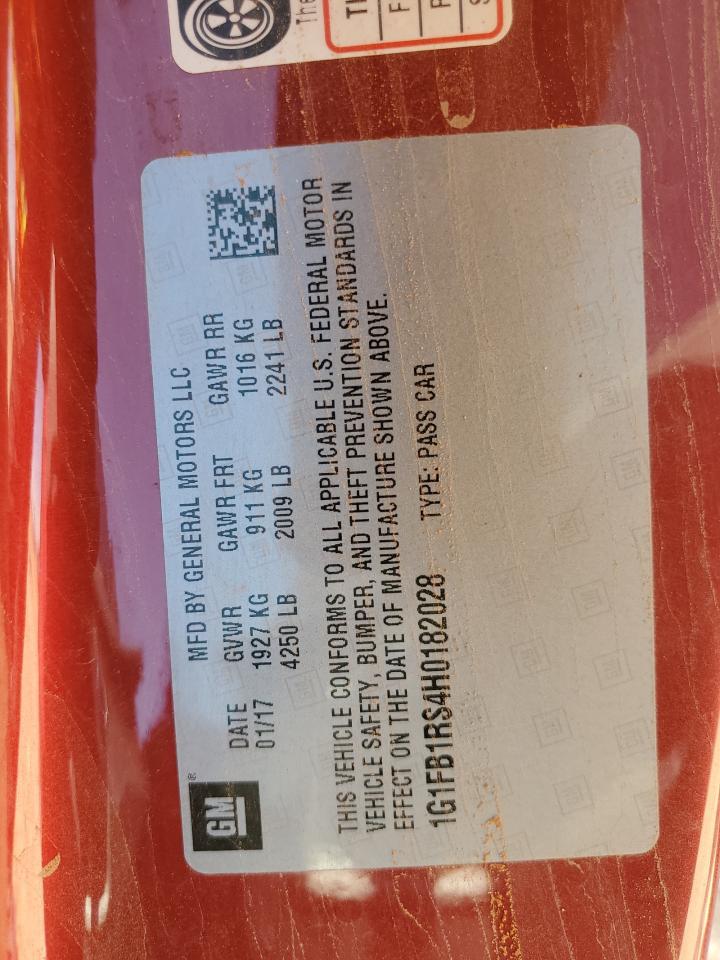 The
GM
®
MFD BY GENERAL MOTORS LLC
DATE GVWR GAWR FRT GAWR RR
01/17 1927 KG 911 KG 1016 KG
4250 LB 2009 LB 2241 LB
THIS VEHICLE CONFORMS TO ALL APPLICABLE U.S. FEDERAL MOTOR
VEHICLE SAFETY, BUMPER, AND THEFT PREVENTION STANDARDS IN
EFFECT ON THE DATE OF MANUFACTURE SHOWN ABOVE.
1G1FB1RS4H0182028 TYPE: PASS CAR